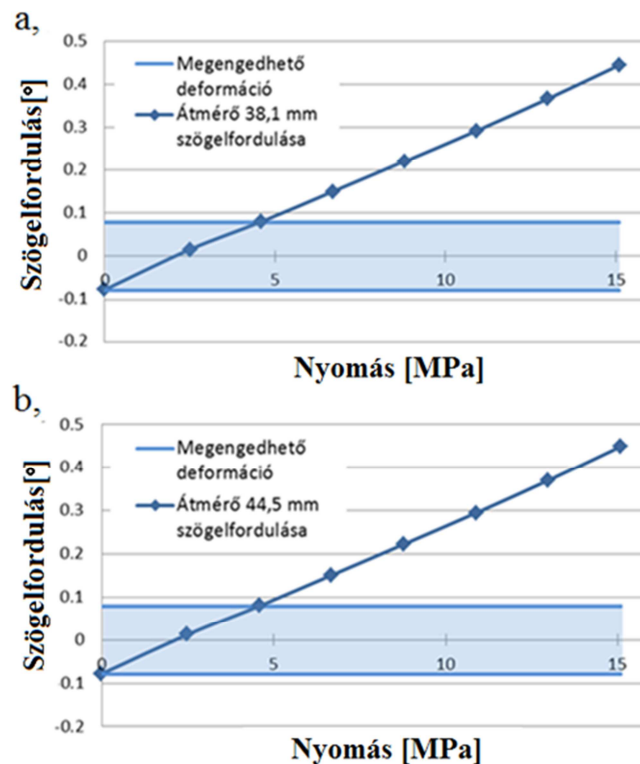 a,
0.5
0.4
0.3
0.2
0.1
0
-0.1
-0.2
Szögelfordulás[°]
Megengedhető
deformáció
Átmérő 38,1 mm
szögelfordulása
0 5 10 15
Nyomás [MPa]
b,
0.5
0.4
0.3
0.2
0.1
0
-0.1
-0.2
Szögelfordulás[°]
Megengedhető
deformáció
Átmérő 44,5 mm
szögelfordulása
0 5 10 15
Nyomás [MPa]